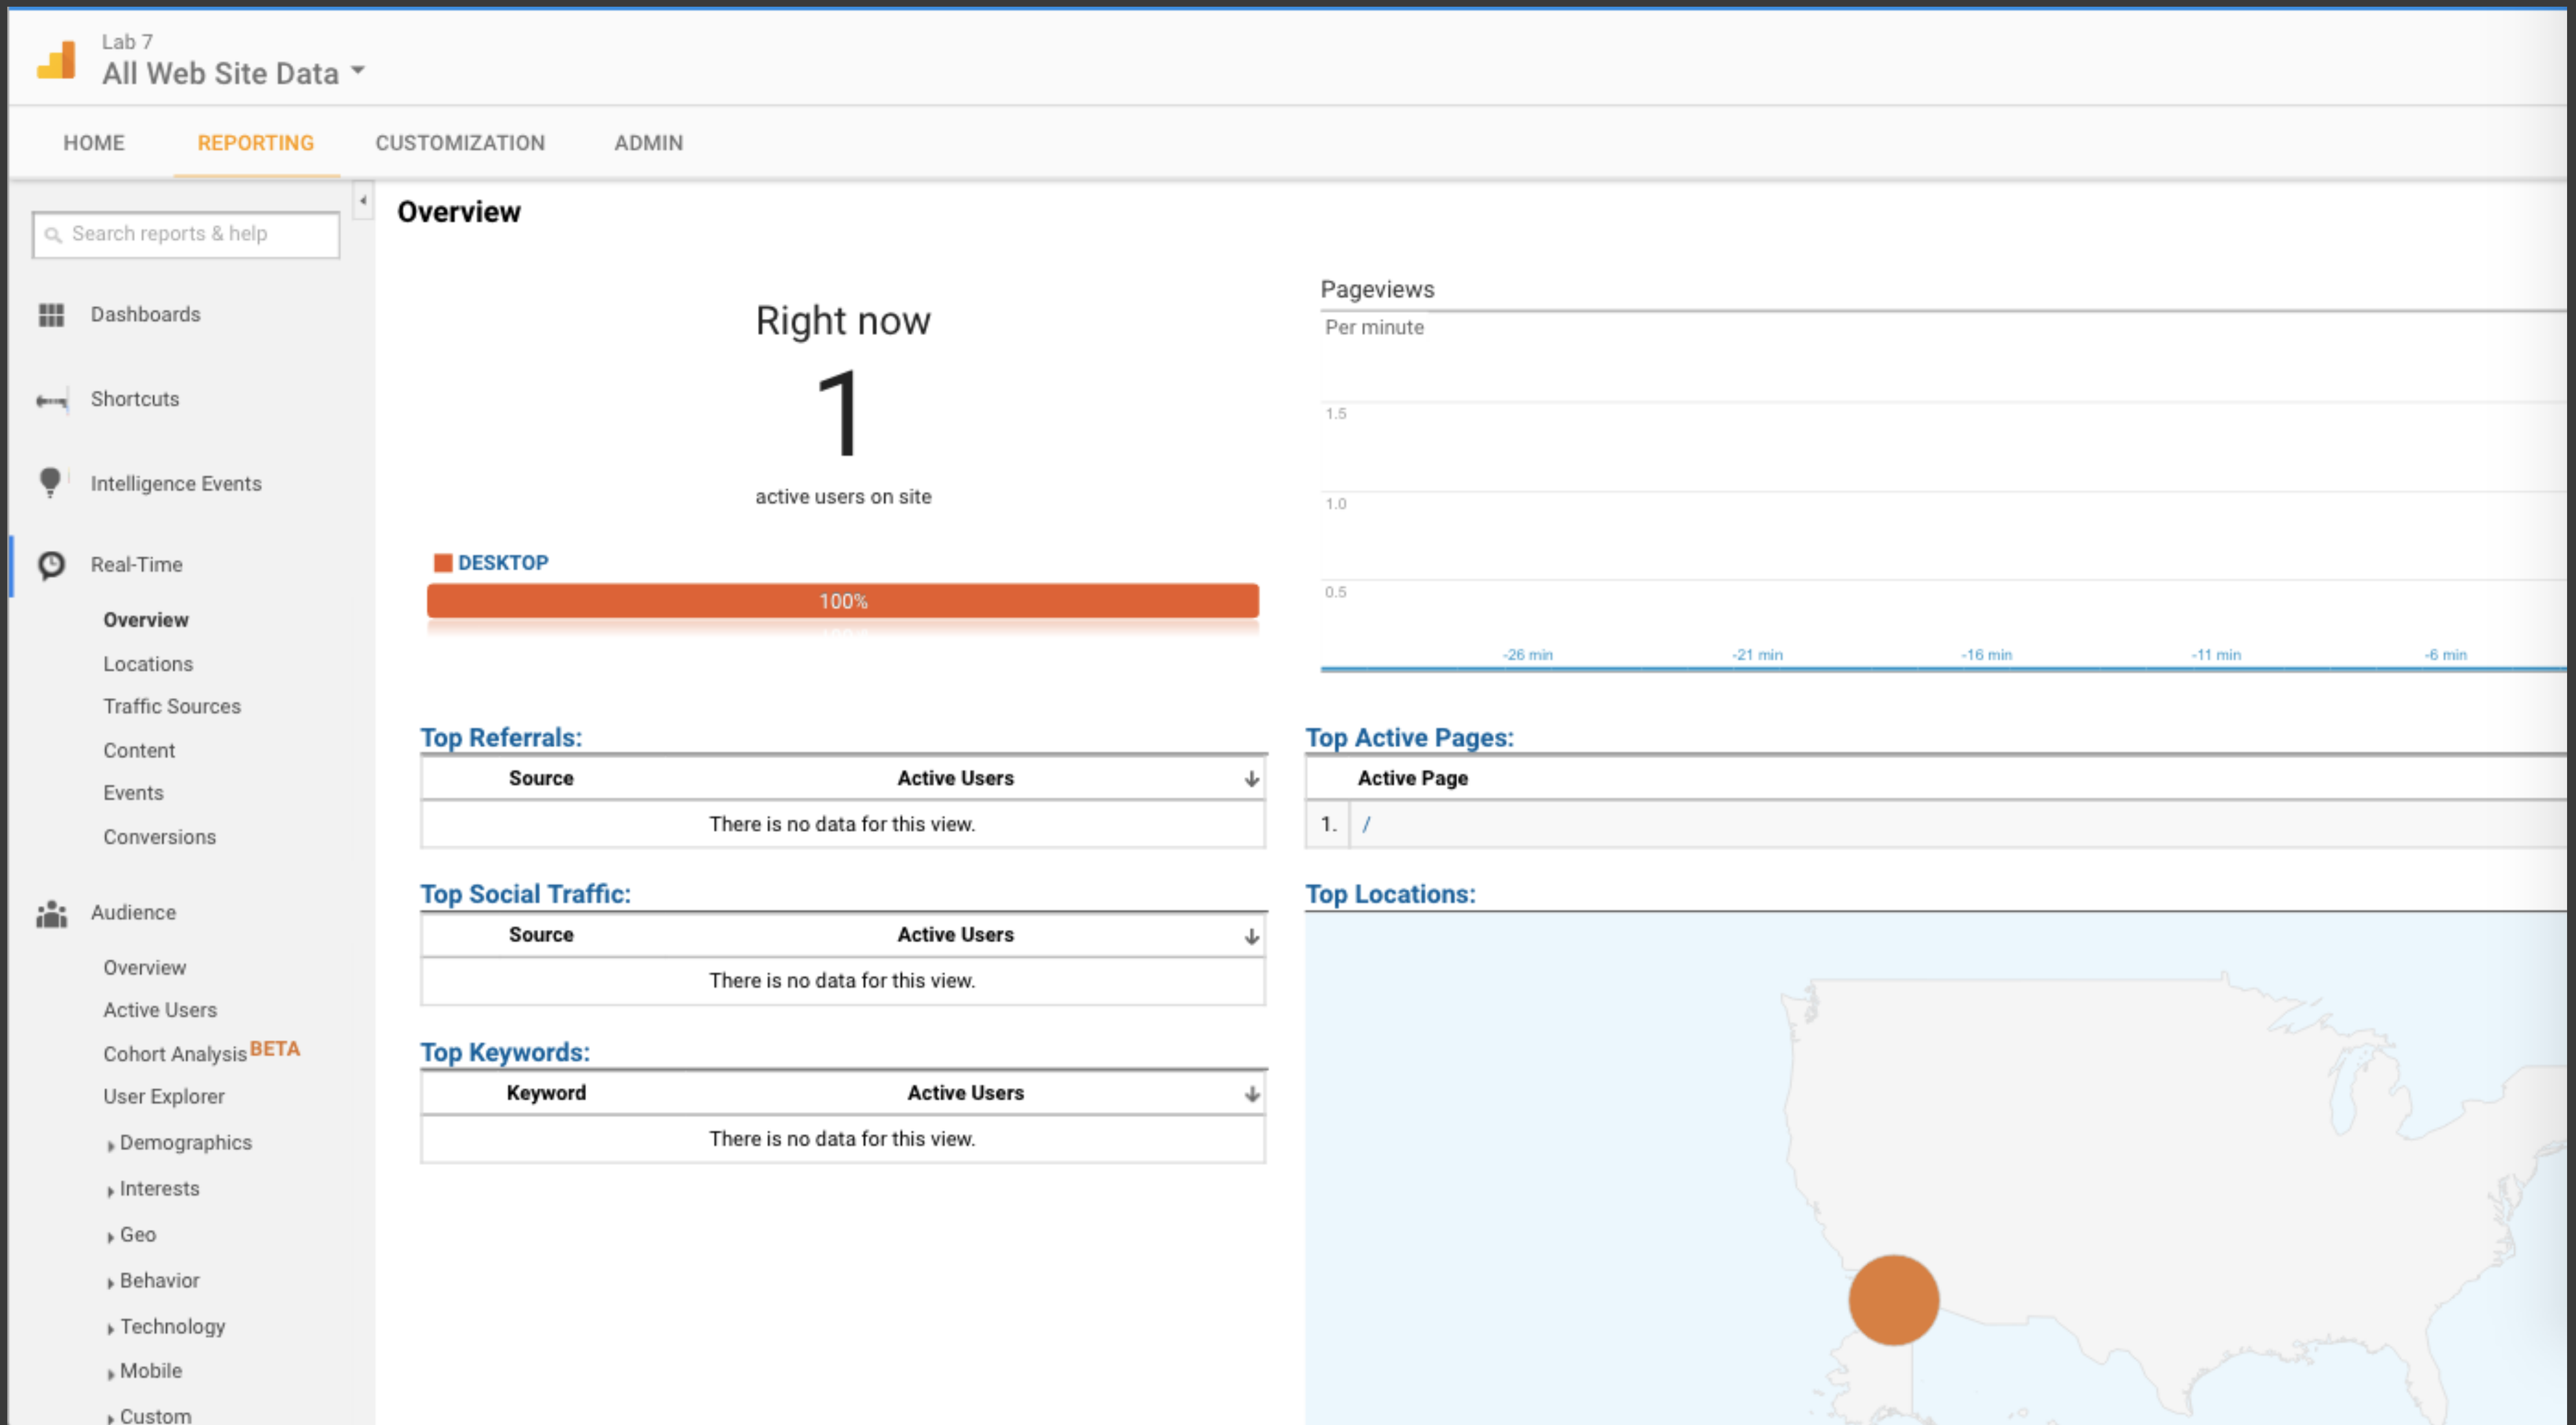 Lab 7
All Web Site Data
HOME REPORTING CUSTOMIZATION ADMIN
Search reports & help
Dashboards
Shortcuts
Intelligence Events
Real-Time
Overview
Locations
Traffic Sources
Content
Events
Conversions
Audience
Overview
Active Users
Cohort Analysis BETA
User Explorer
Demographics
Interests
Geo
Behavior
Technology
Mobile
Custom
Overview
Right now
1
active users on site
DESKTOP
100%
Pageviews
Per minute
1.5
1.0
0.5
-26 min -21 min -16 min -11 min -6 min
Top Referrals:
Source Active Users
There is no data for this view.
Top Social Traffic:
Source Active Users
There is no data for this view.
Top Keywords:
Keyword Active Users
There is no data for this view.
Top Active Pages:
Active Page
1. /
Top Locations: